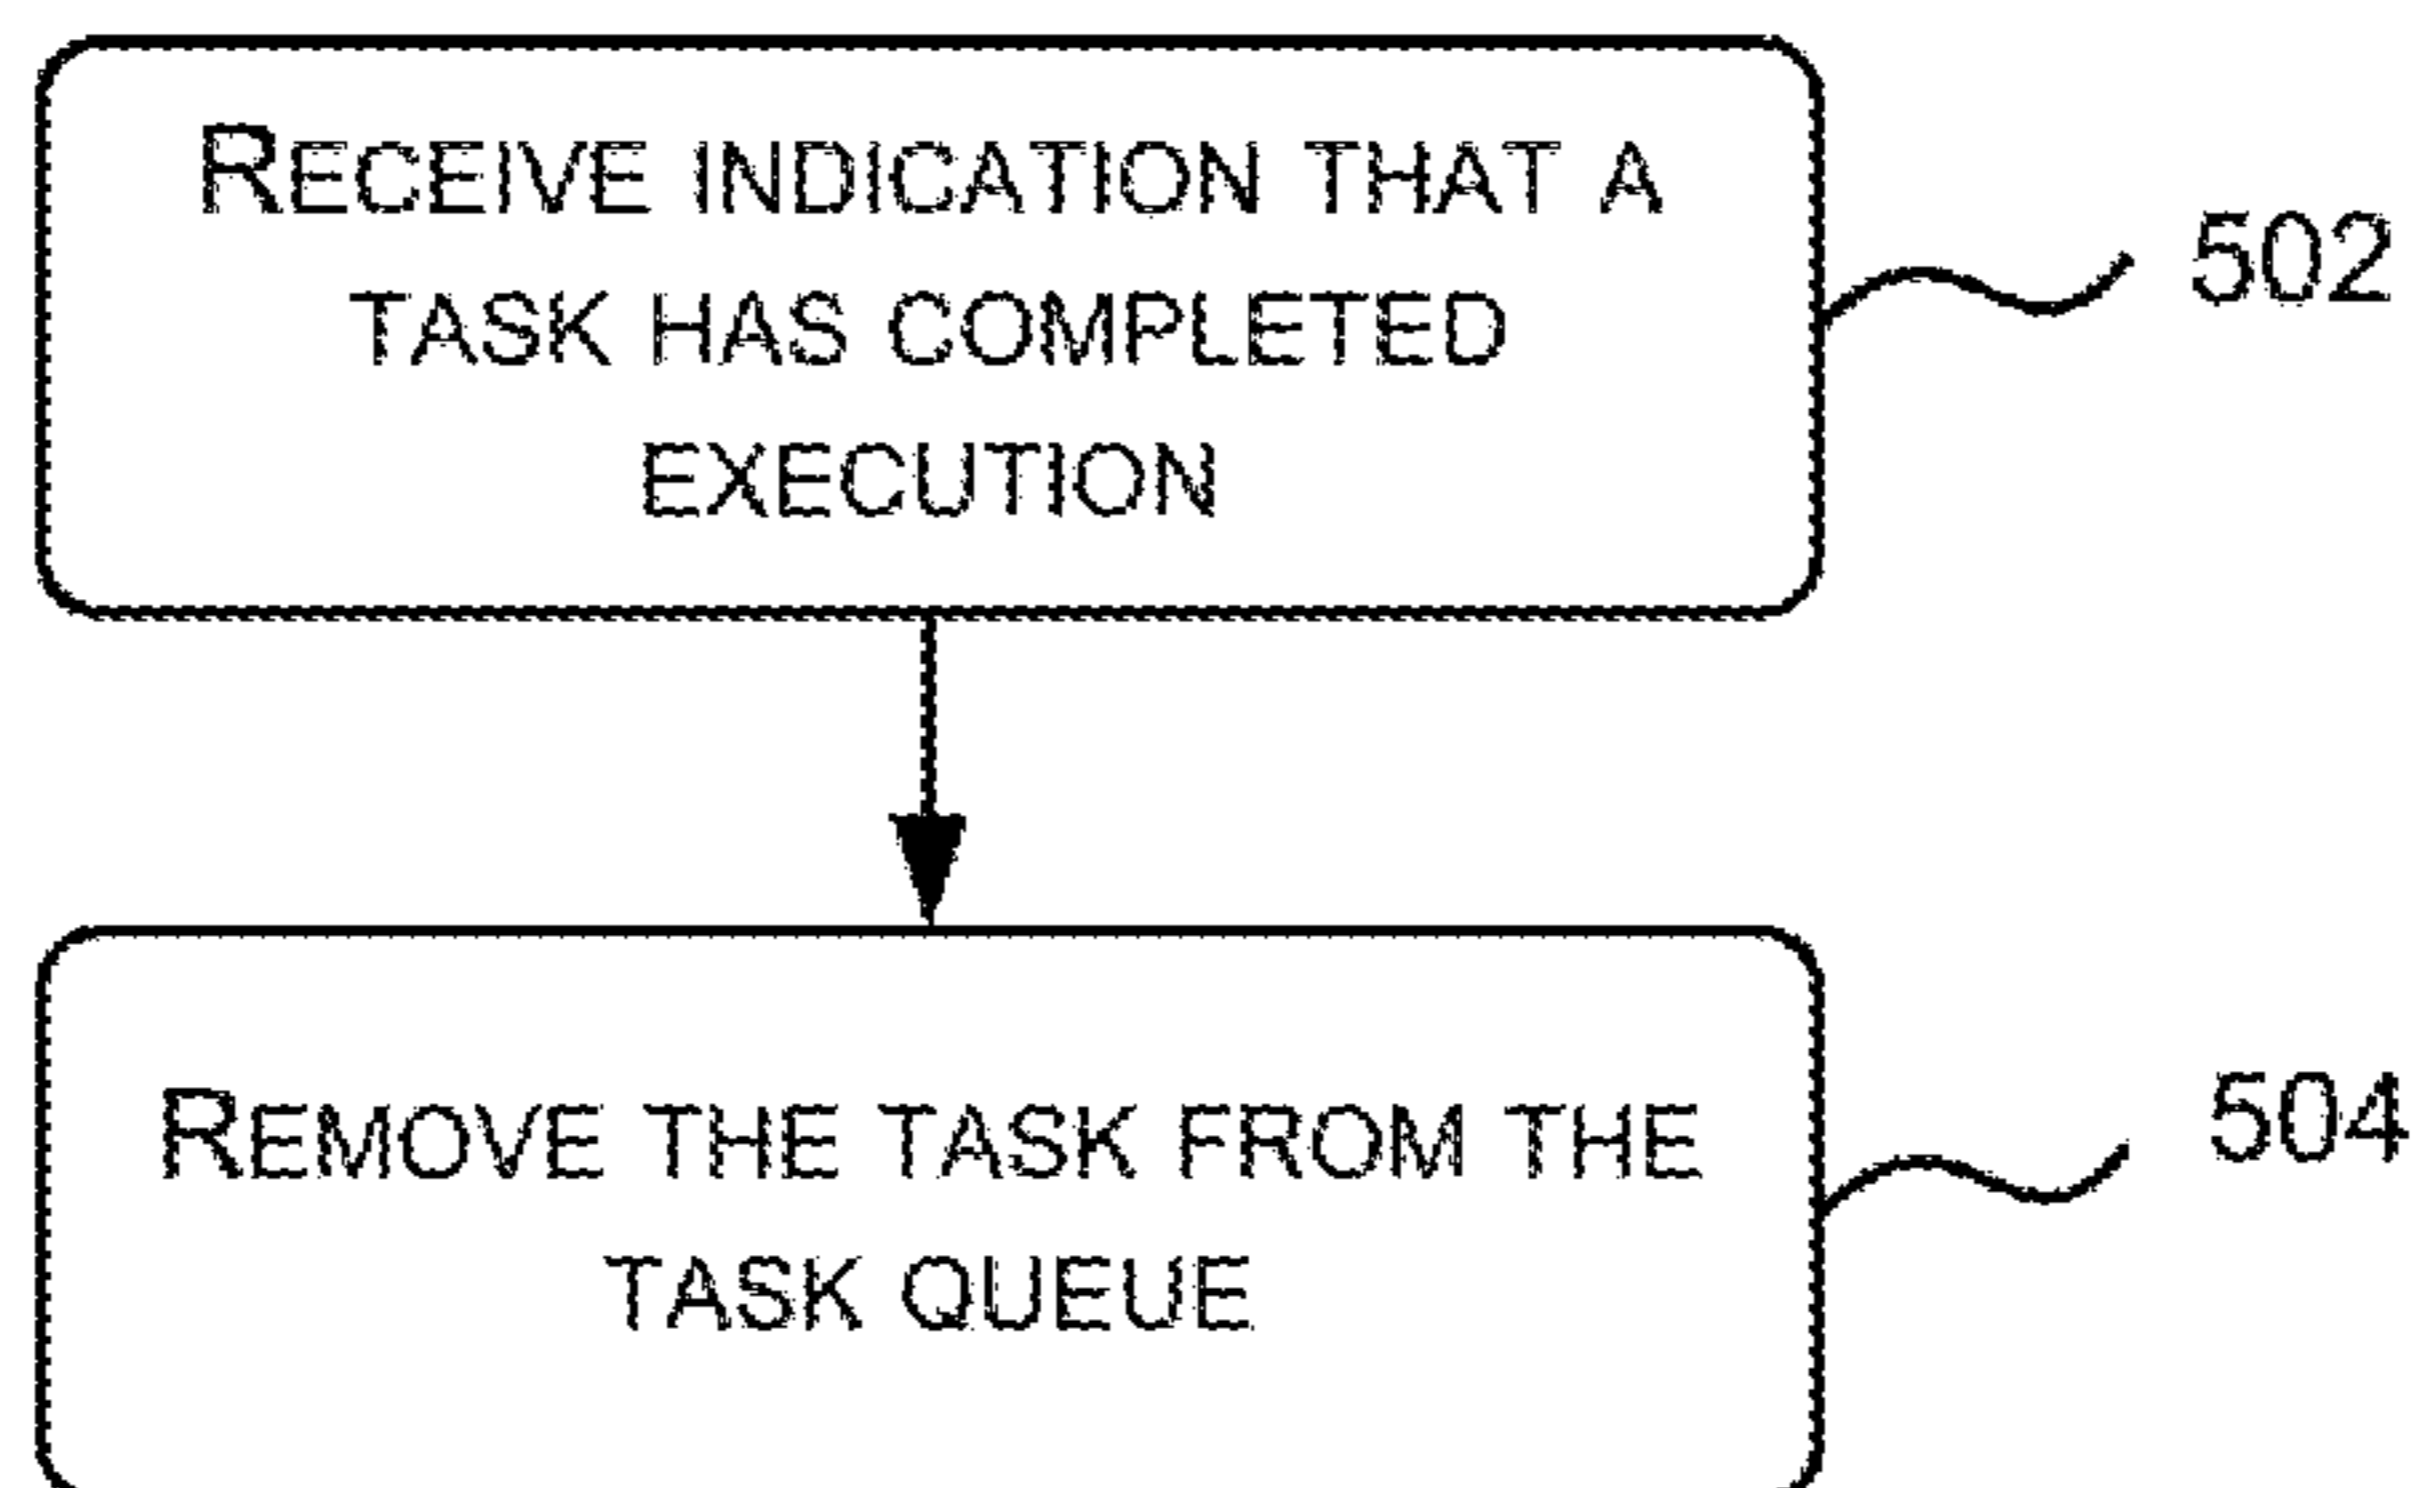 RECEIVE INDICATION THAT A
TASK HAS COMPLETED
EXECUTION
502
REMOVE THE TASK FROM THE
TASK QUEUE
504